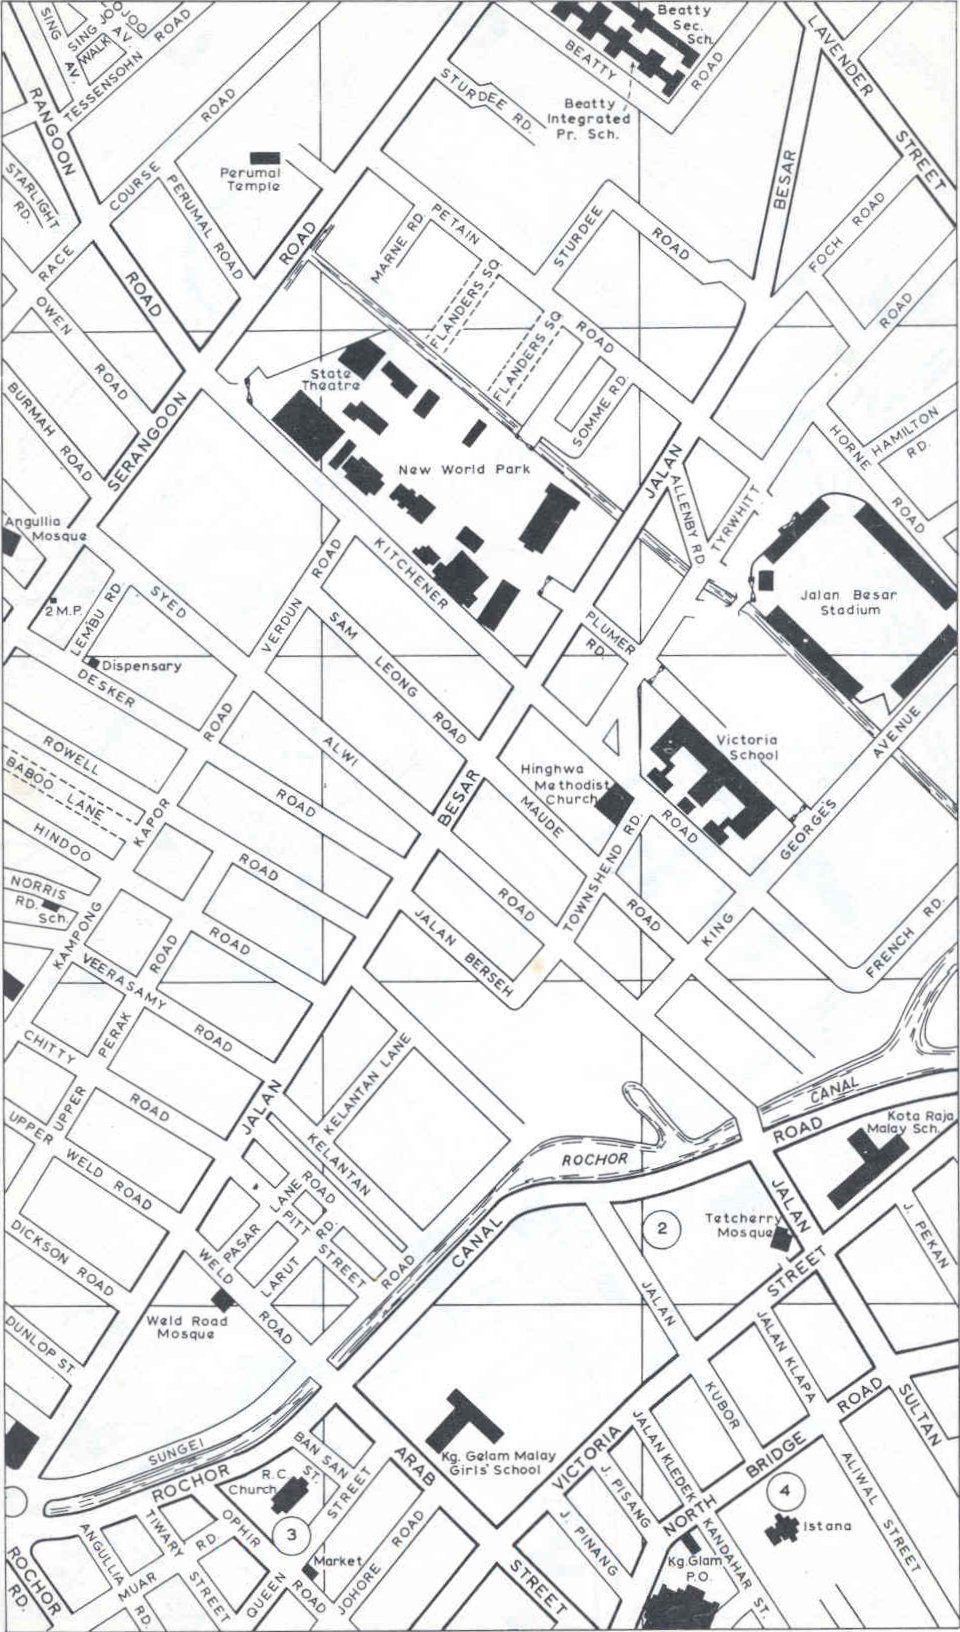 SING JOO
SING AV.
WALK
JOO AV.
TESSENSOHN ROAD
RANGOON
ROAD
STARLIGHT
RD.
RACE
COURSE
ROAD
PERUMAL ROAD
Perumal
Temple
OWEN
ROAD
BURMAH ROAD
SERANGOON
ROAD
STURDEE RD.
BEATTY
ROAD
Beatty
Sec.
Sch.
Beatty
Integrated
Pr. Sch.
LAVENDER
STREET
BESAR
FOCH ROAD
ROAD
MARNE RD
PETAIN
ROAD
FLANDERS SQ
FLANDERS SQ
STURDEE
ROAD
SOMME RD.
State
Theatre
New World Park
JALAN
ALLENBY RD
TYRWHITT
HORNE
ROAD
HAMILTON
RD.
Jalan Besar
Stadium
Angullia
Mosque
2 M.P.
LEMBU RD.
SYED
Dispensary
DESKER
ROAD
VERDUN
ROAD
KITCHENER
SAM
LEONG
ROAD
PLUMER
RD.
ALWI
ROAD
ROWELL
ROAD
BABOO LANE
HINDOO
ROAD
NORRIS
RD.
Sch.
KAMPONG
KAPOR
ROAD
BESAR
Hinghwa
Methodist
Church
MAUDE
ROAD
TOWNSHEND RD.
ROAD
Victoria
School
KING
GEORGE'S
AVENUE
FRENCH RD.
JALAN BERSEH
VEERASAMY
ROAD
CHITTY
ROAD
UPPER
PERAK
ROAD
UPPER
WELD ROAD
DICKSON ROAD
DUNLOP ST.
JALAN
KELANTAN LANE
KELANTAN
ROAD
PASAR LANE
PITT STREET
LARUT
RD.
WELD
ROAD
Weld Road
Mosque
ROCHOR
CANAL
ROAD
CANAL
ROAD
Kota Raja
Malay Sch.
J. PEKAN
2
Tetcherry
Mosque
JALAN
STREET
JALAN
KUBOR
JALAN KLAPA
ROAD
SULTAN
SUNGEI
ROCHOR
R.C.
Church
BAN SAN
ST.
STREET
ARAB
Kg. Gelam Malay
Girls' School
VICTORIA
JALAN KLEDEK
J. PISANG
J. PINANG
NORTH
BRIDGE
4
Istana
ALIWAL STREET
KANDAHAR
ST.
Kg.Glam
P.O.
STREET
ROCHOR
RD.
ANGULLIA
MUAR
RD.
TIWARY
STREET
RD.
OPHIR
ROAD
3
QUEEN
Market
JOHORE ROAD